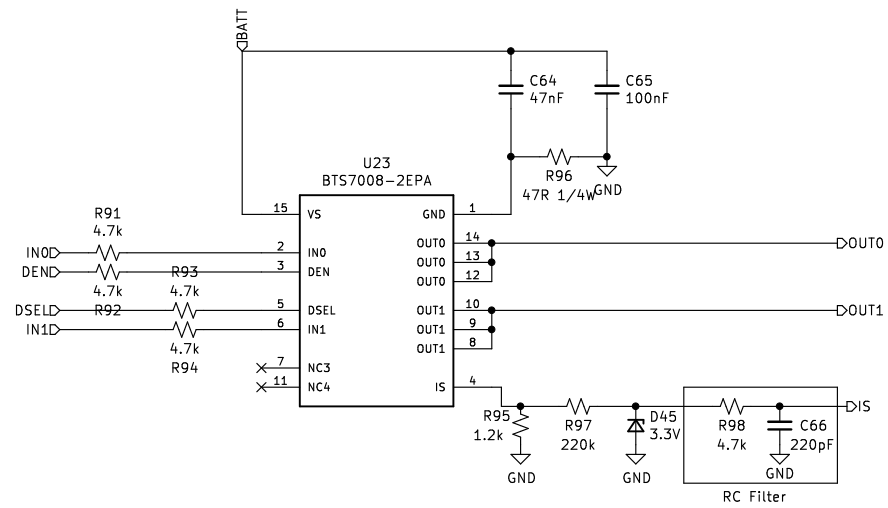 BATT
C64
47nF
C65
100nF
U23
BTS7008-2EPA
R96
47R 1/4W
GND
15
VS
GND
1
R91
4.7k
IN0
2
IN0
DEN
3
DEN
4.7k
R92
R93
4.7k
DSEL
5
DSEL
IN1
6
IN1
4.7k
R94
7
NC3
11
NC4
OUT0
14
OUT0
13
OUT0
12
OUT0
OUT1
10
OUT1
9
OUT1
8
OUT1
IS
4
R95
1.2k
GND
R97
220k
D45
3.3V
GND
R98
4.7k
C66
220pF
GND
IS
RC Filter